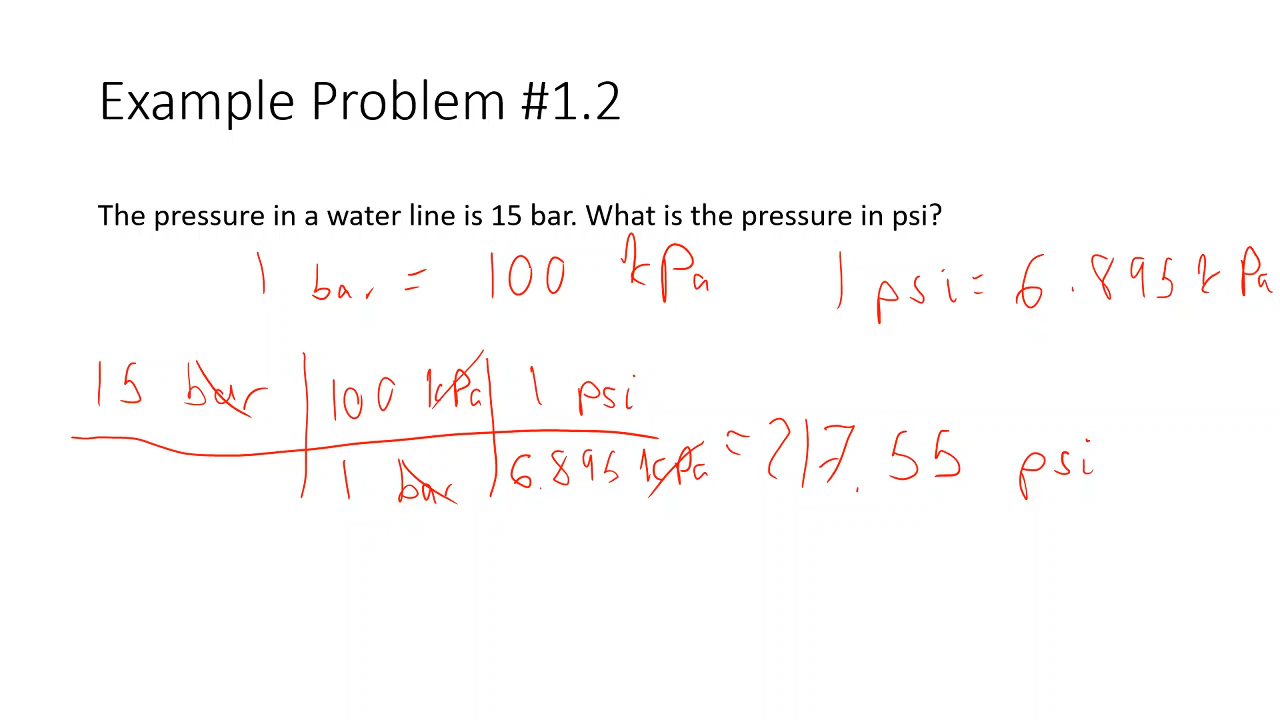 Example Problem #1.2
The pressure in a water line is 15 bar. What is the pressure in psi?
1 bar = 100 kPa 1 psi = 6.895 kPa
15 bar 100 kPa 1 psi
1 bar 6.895 kPa = 217.55 psi